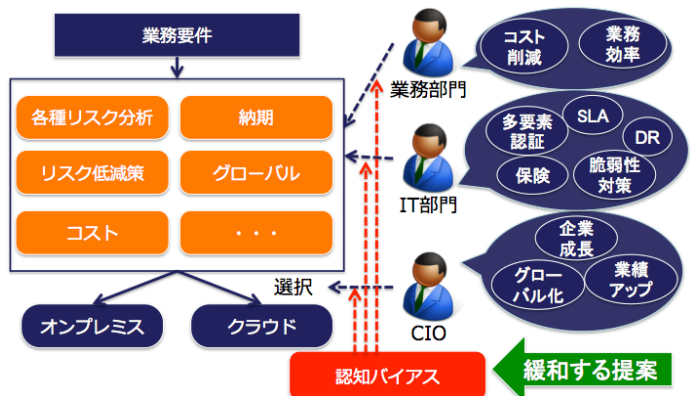 業務要件
各種リスク分析
納期
リスク低減策
グローバル
コスト
・・・
オンプレミス
クラウド
選択
業務部門
コスト
削減
業務
効率
IT部門
多要素
認証
SLA
DR
保険
脆弱性
対策
CIO
企業
成長
グロー
バル化
業績
アップ
認知バイアス
緩和する提案